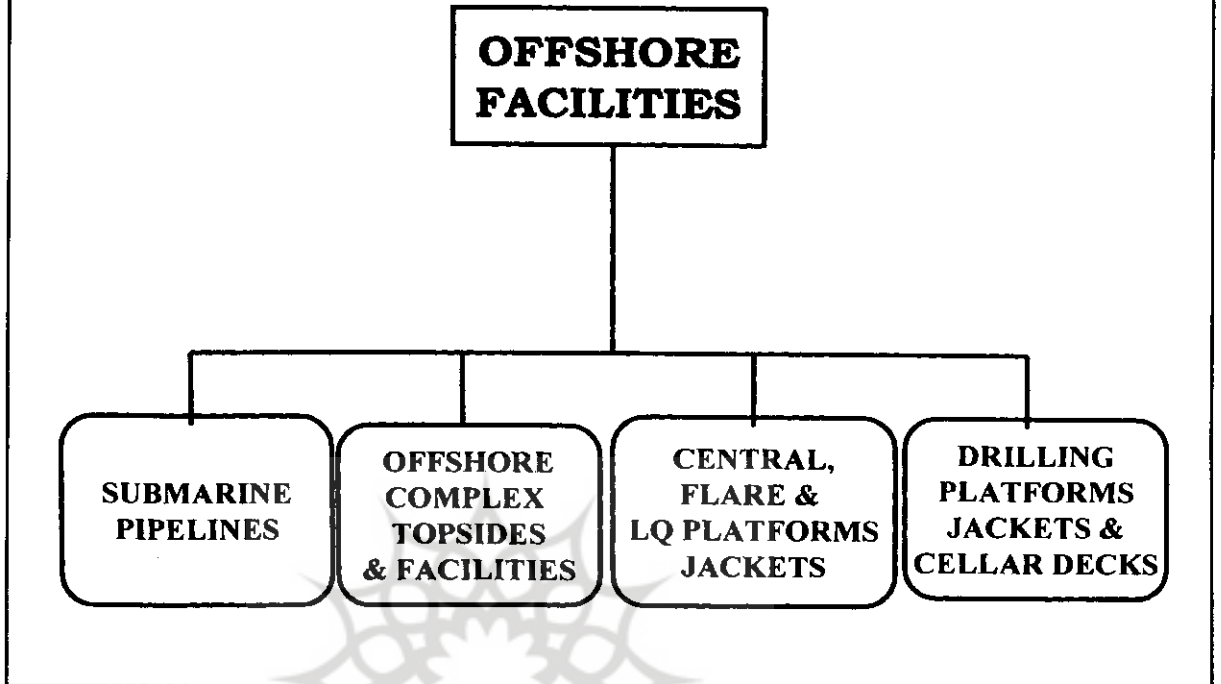 OFFSHORE
FACILITIES
SUBMARINE
PIPELINES
OFFSHORE
COMPLEX
TOPSIDES
& FACILITIES
CENTRAL,
FLARE &
LQ PLATFORMS
JACKETS
DRILLING
PLATFORMS
JACKETS &
CELLAR DECKS